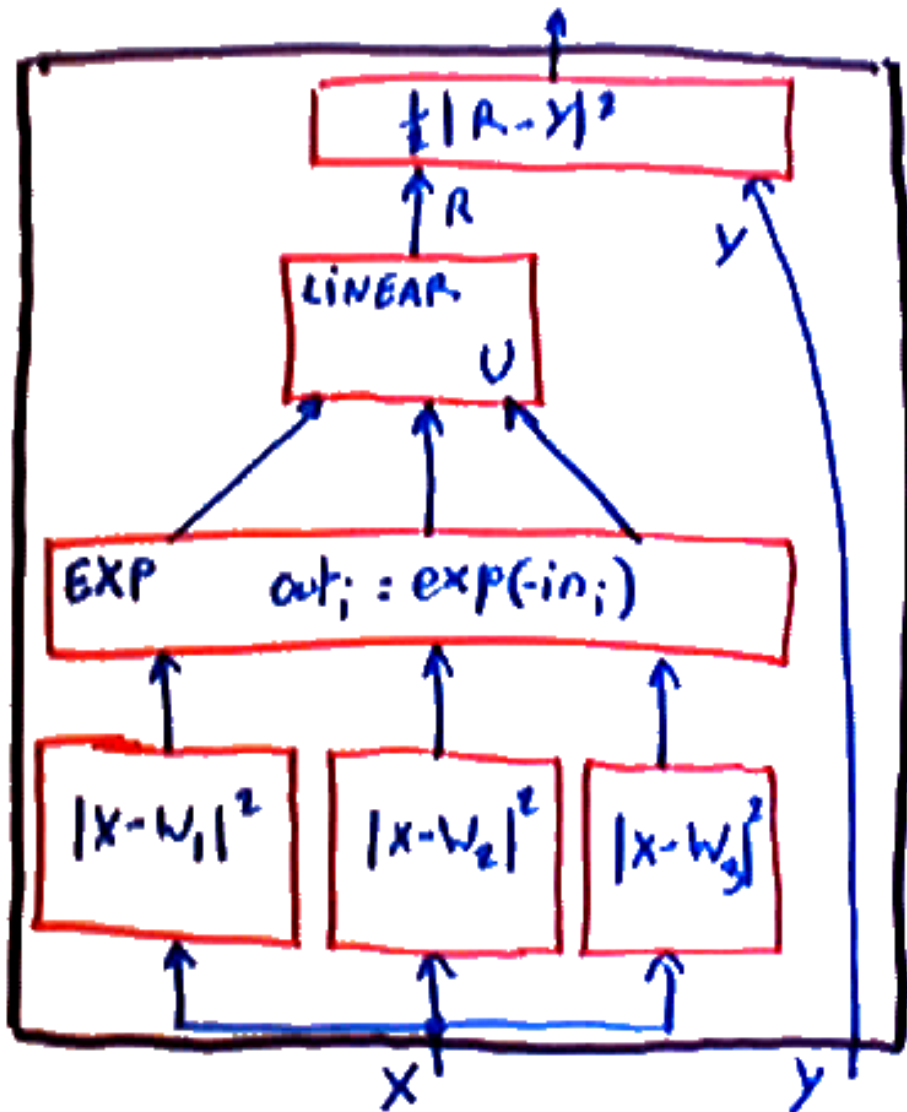 ½|R-Y|²
R
Y
LINEAR
U
EXP out_i = exp(-in_i)
|X-W₁|² |X-W₂|² |X-W₃|²
X Y